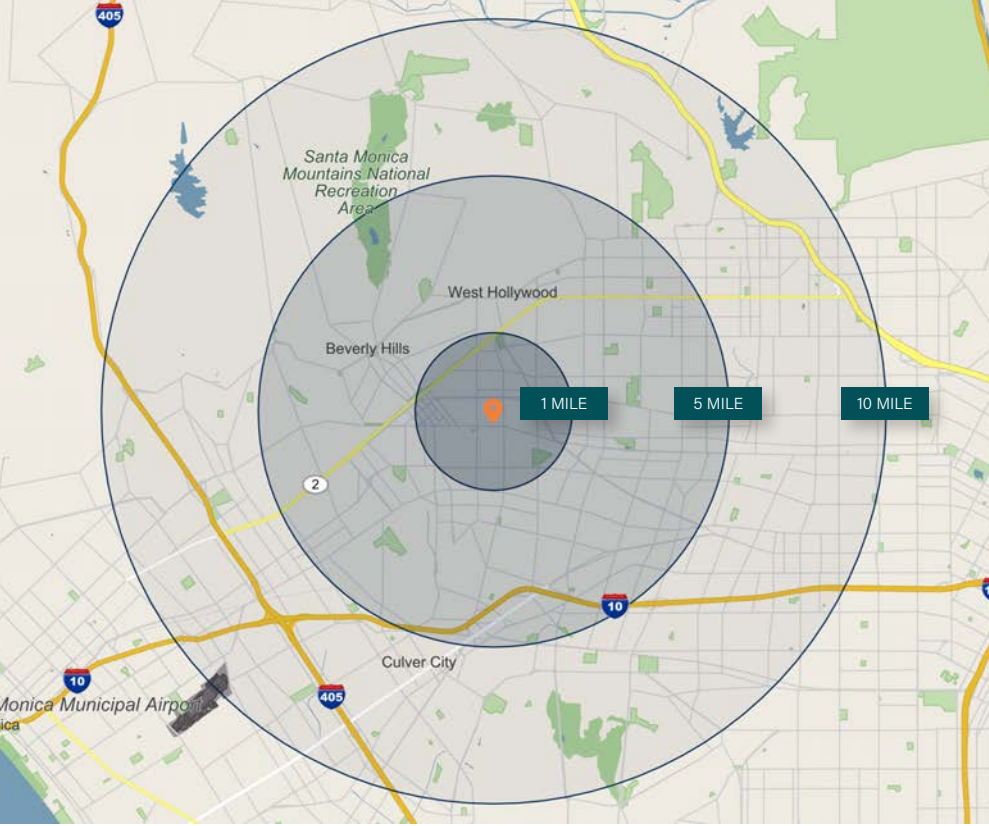 405
Santa Monica
Mountains National
Recreation
Area
West Hollywood
Beverly Hills
1 MILE
5 MILE
10 MILE
2
10
Culver City
10
405
Monica Municipal Airport
ica